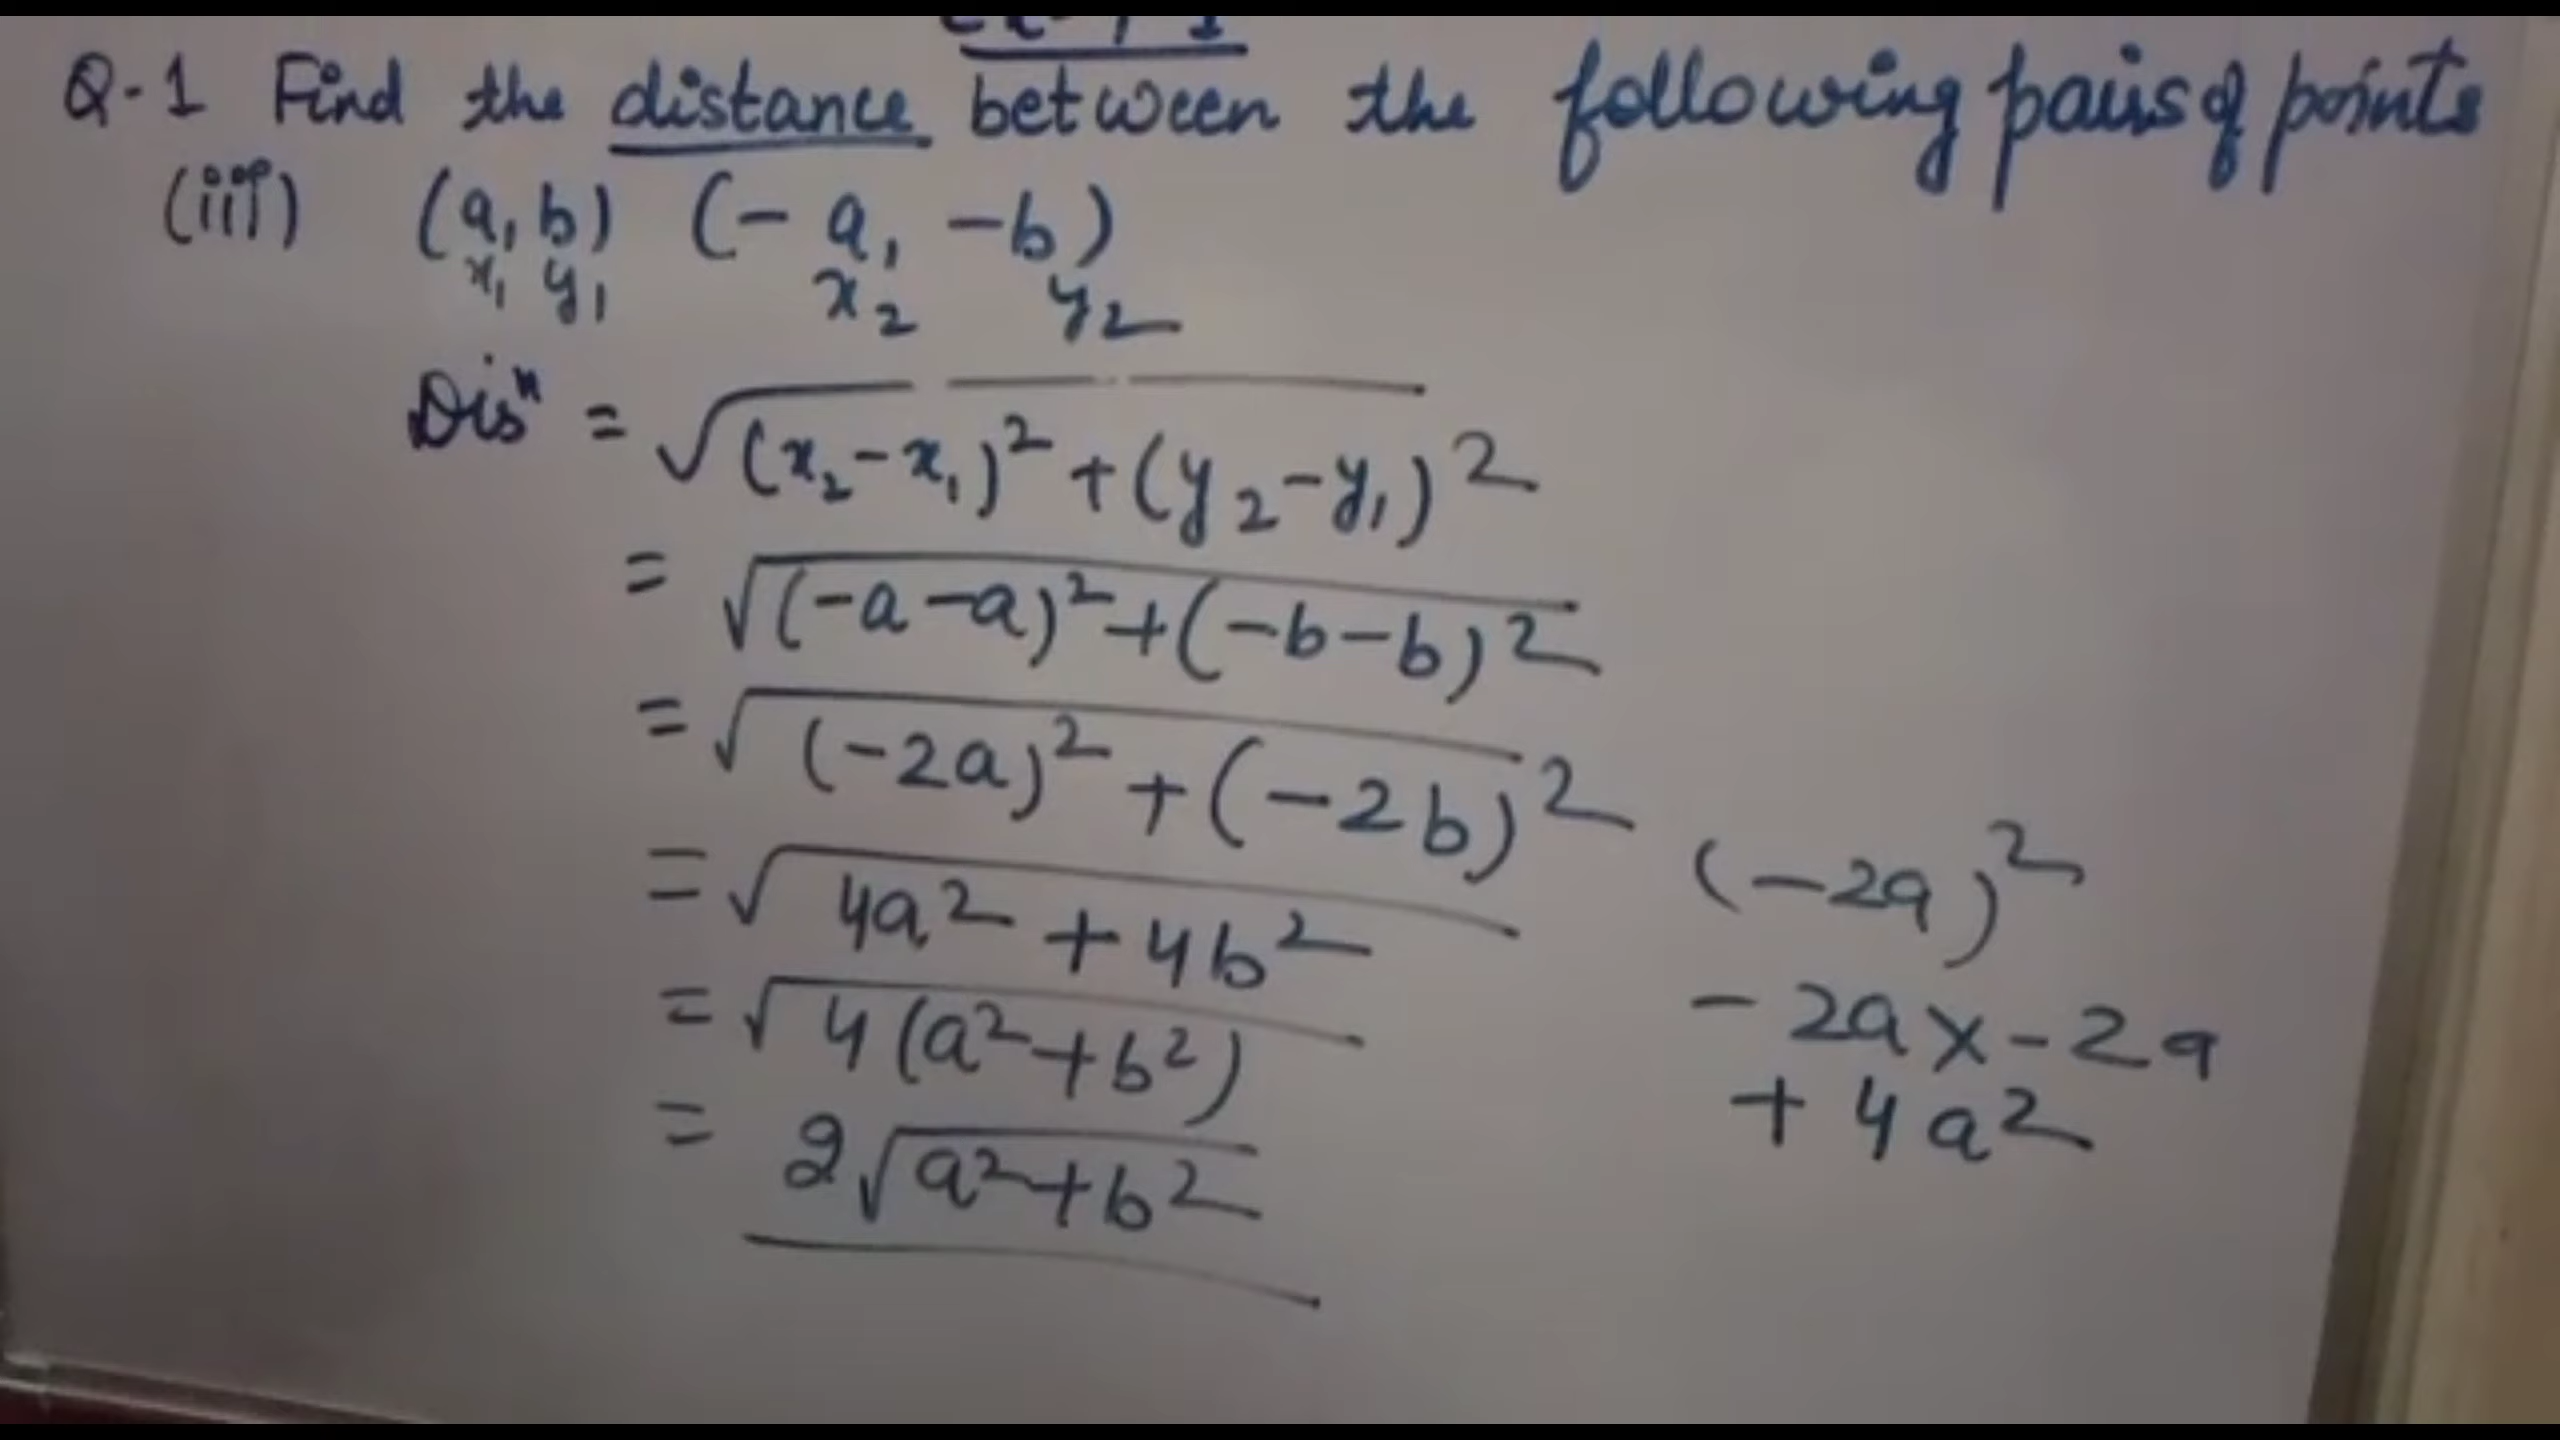 Q.1 Find the distance between the following pairs of points
(iii) (a, b) (-a, -b)
x₁ y₁ x₂ y₂
Disⁿ = √(x₂-x₁)² + (y₂-y₁)²
= √(-a-a)² + (-b-b)²
= √(-2a)² + (-2b)²
= √4a² + 4b²
(-2a)²
= √4(a²+b²)
-2a x -2a
= 2√a²+b²
+4a²